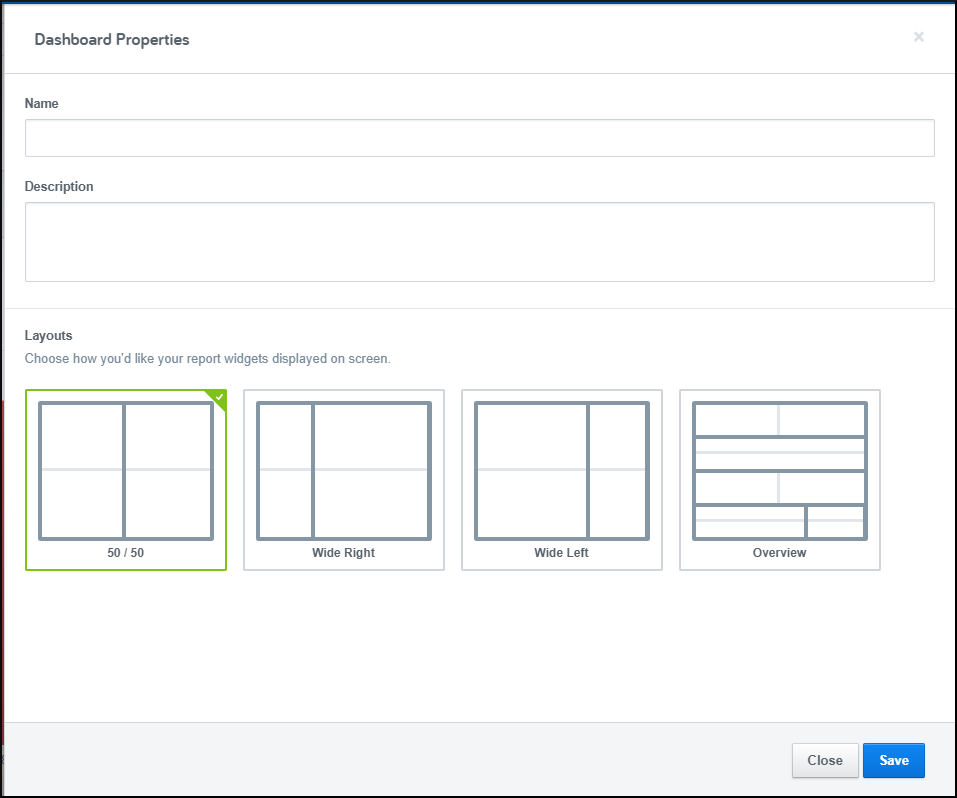 Dashboard Properties
×
Name
Description
Layouts
Choose how you'd like your report widgets displayed on screen.
50 / 50
Wide Right
Wide Left
Overview
Close
Save